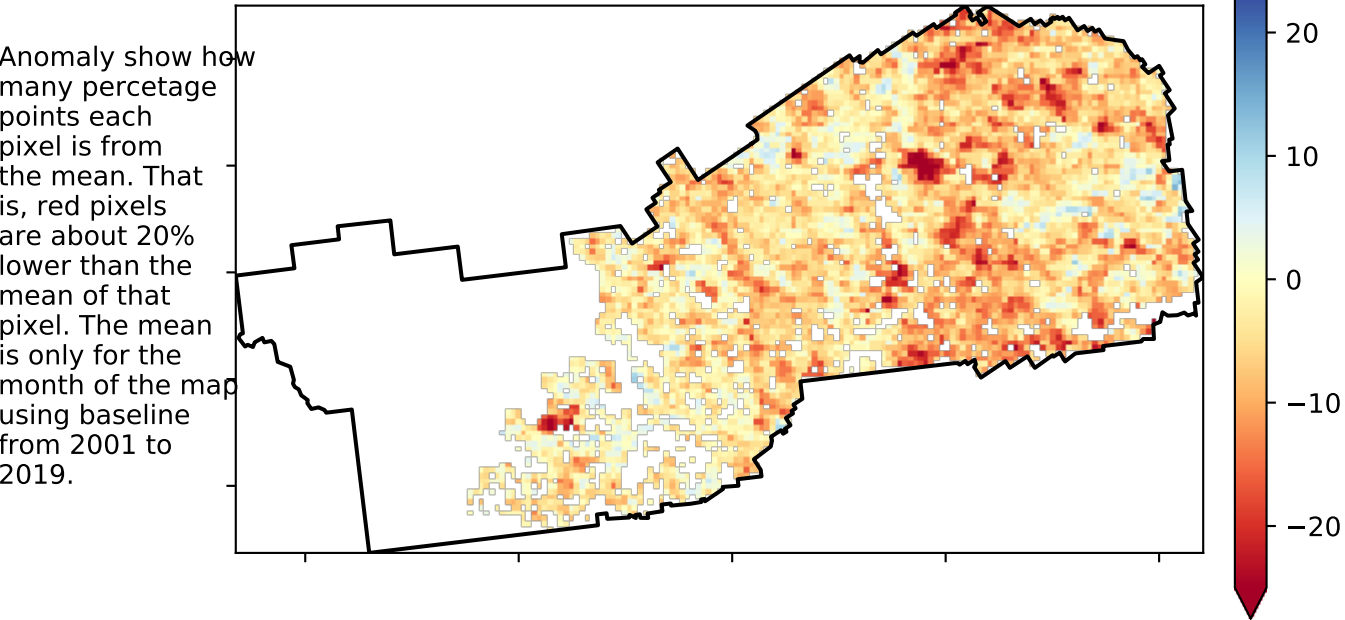 Anomaly show how
many percetage
points each
pixel is from
the mean. That
is, red pixels
are about 20%
lower than the
mean of that
pixel. The mean
is only for the
month of the map
using baseline
from 2001 to
2019.
20
10
0
−10
−20